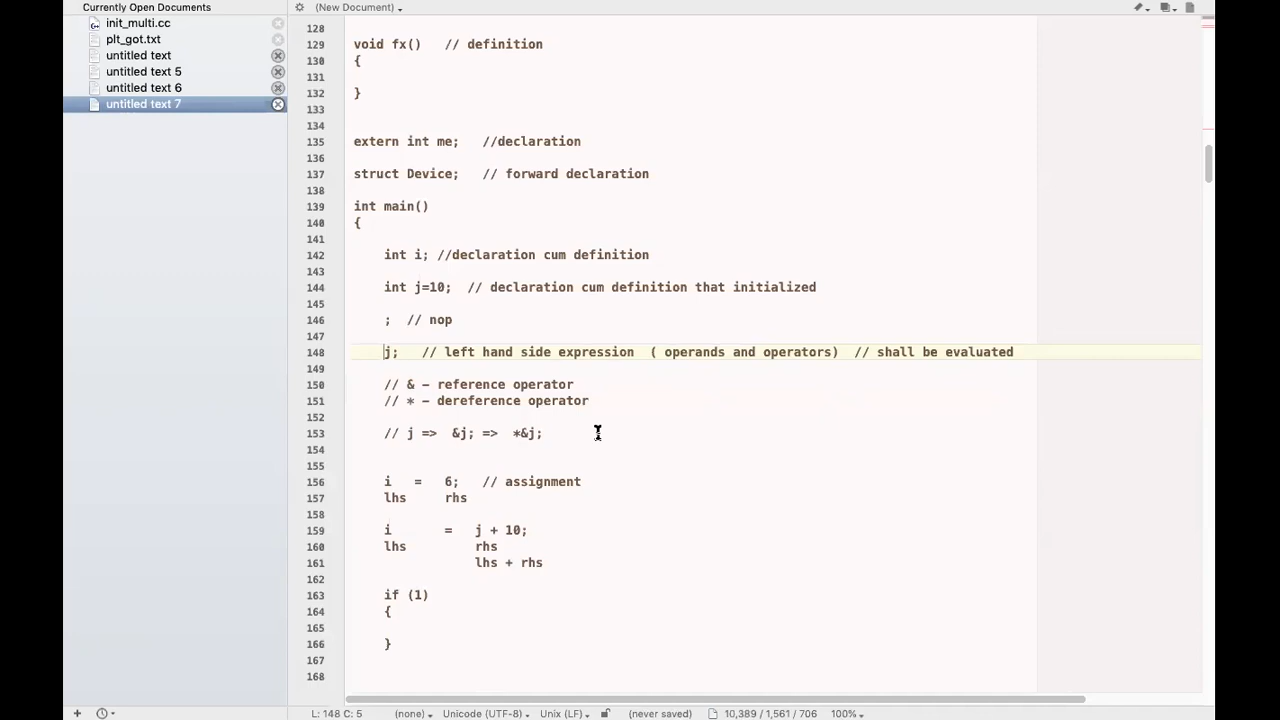 Currently Open Documents
(New Document)
init_multi.cc
plt_got.txt
untitled text
untitled text 5
untitled text 6
untitled text 7
128
129 void fx()   // definition
130 {
131
132 }
133
134
135 extern int me;   //declaration
136
137 struct Device;   // forward declaration
138
139 int main()
140 {
141
142     int i; //declaration cum definition
143
144     int j=10;  // declaration cum definition that initialized
145
146     ;  // nop
147
148     j;   // left hand side expression  ( operands and operators)  // shall be evaluated
149
150     // & - reference operator
151     // * - dereference operator
152
153     // j =>  &j; =>  *&j;
154
155
156     i   =   6;   // assignment
157     lhs     rhs
158
159     i       =   j + 10;
160     lhs         rhs
161                 lhs + rhs
162
163     if (1)
164     {
165
166     }
167
168
L: 148 C: 5 (none) Unicode (UTF-8) Unix (LF) (never saved) 10,389 / 1,561 / 706 100%